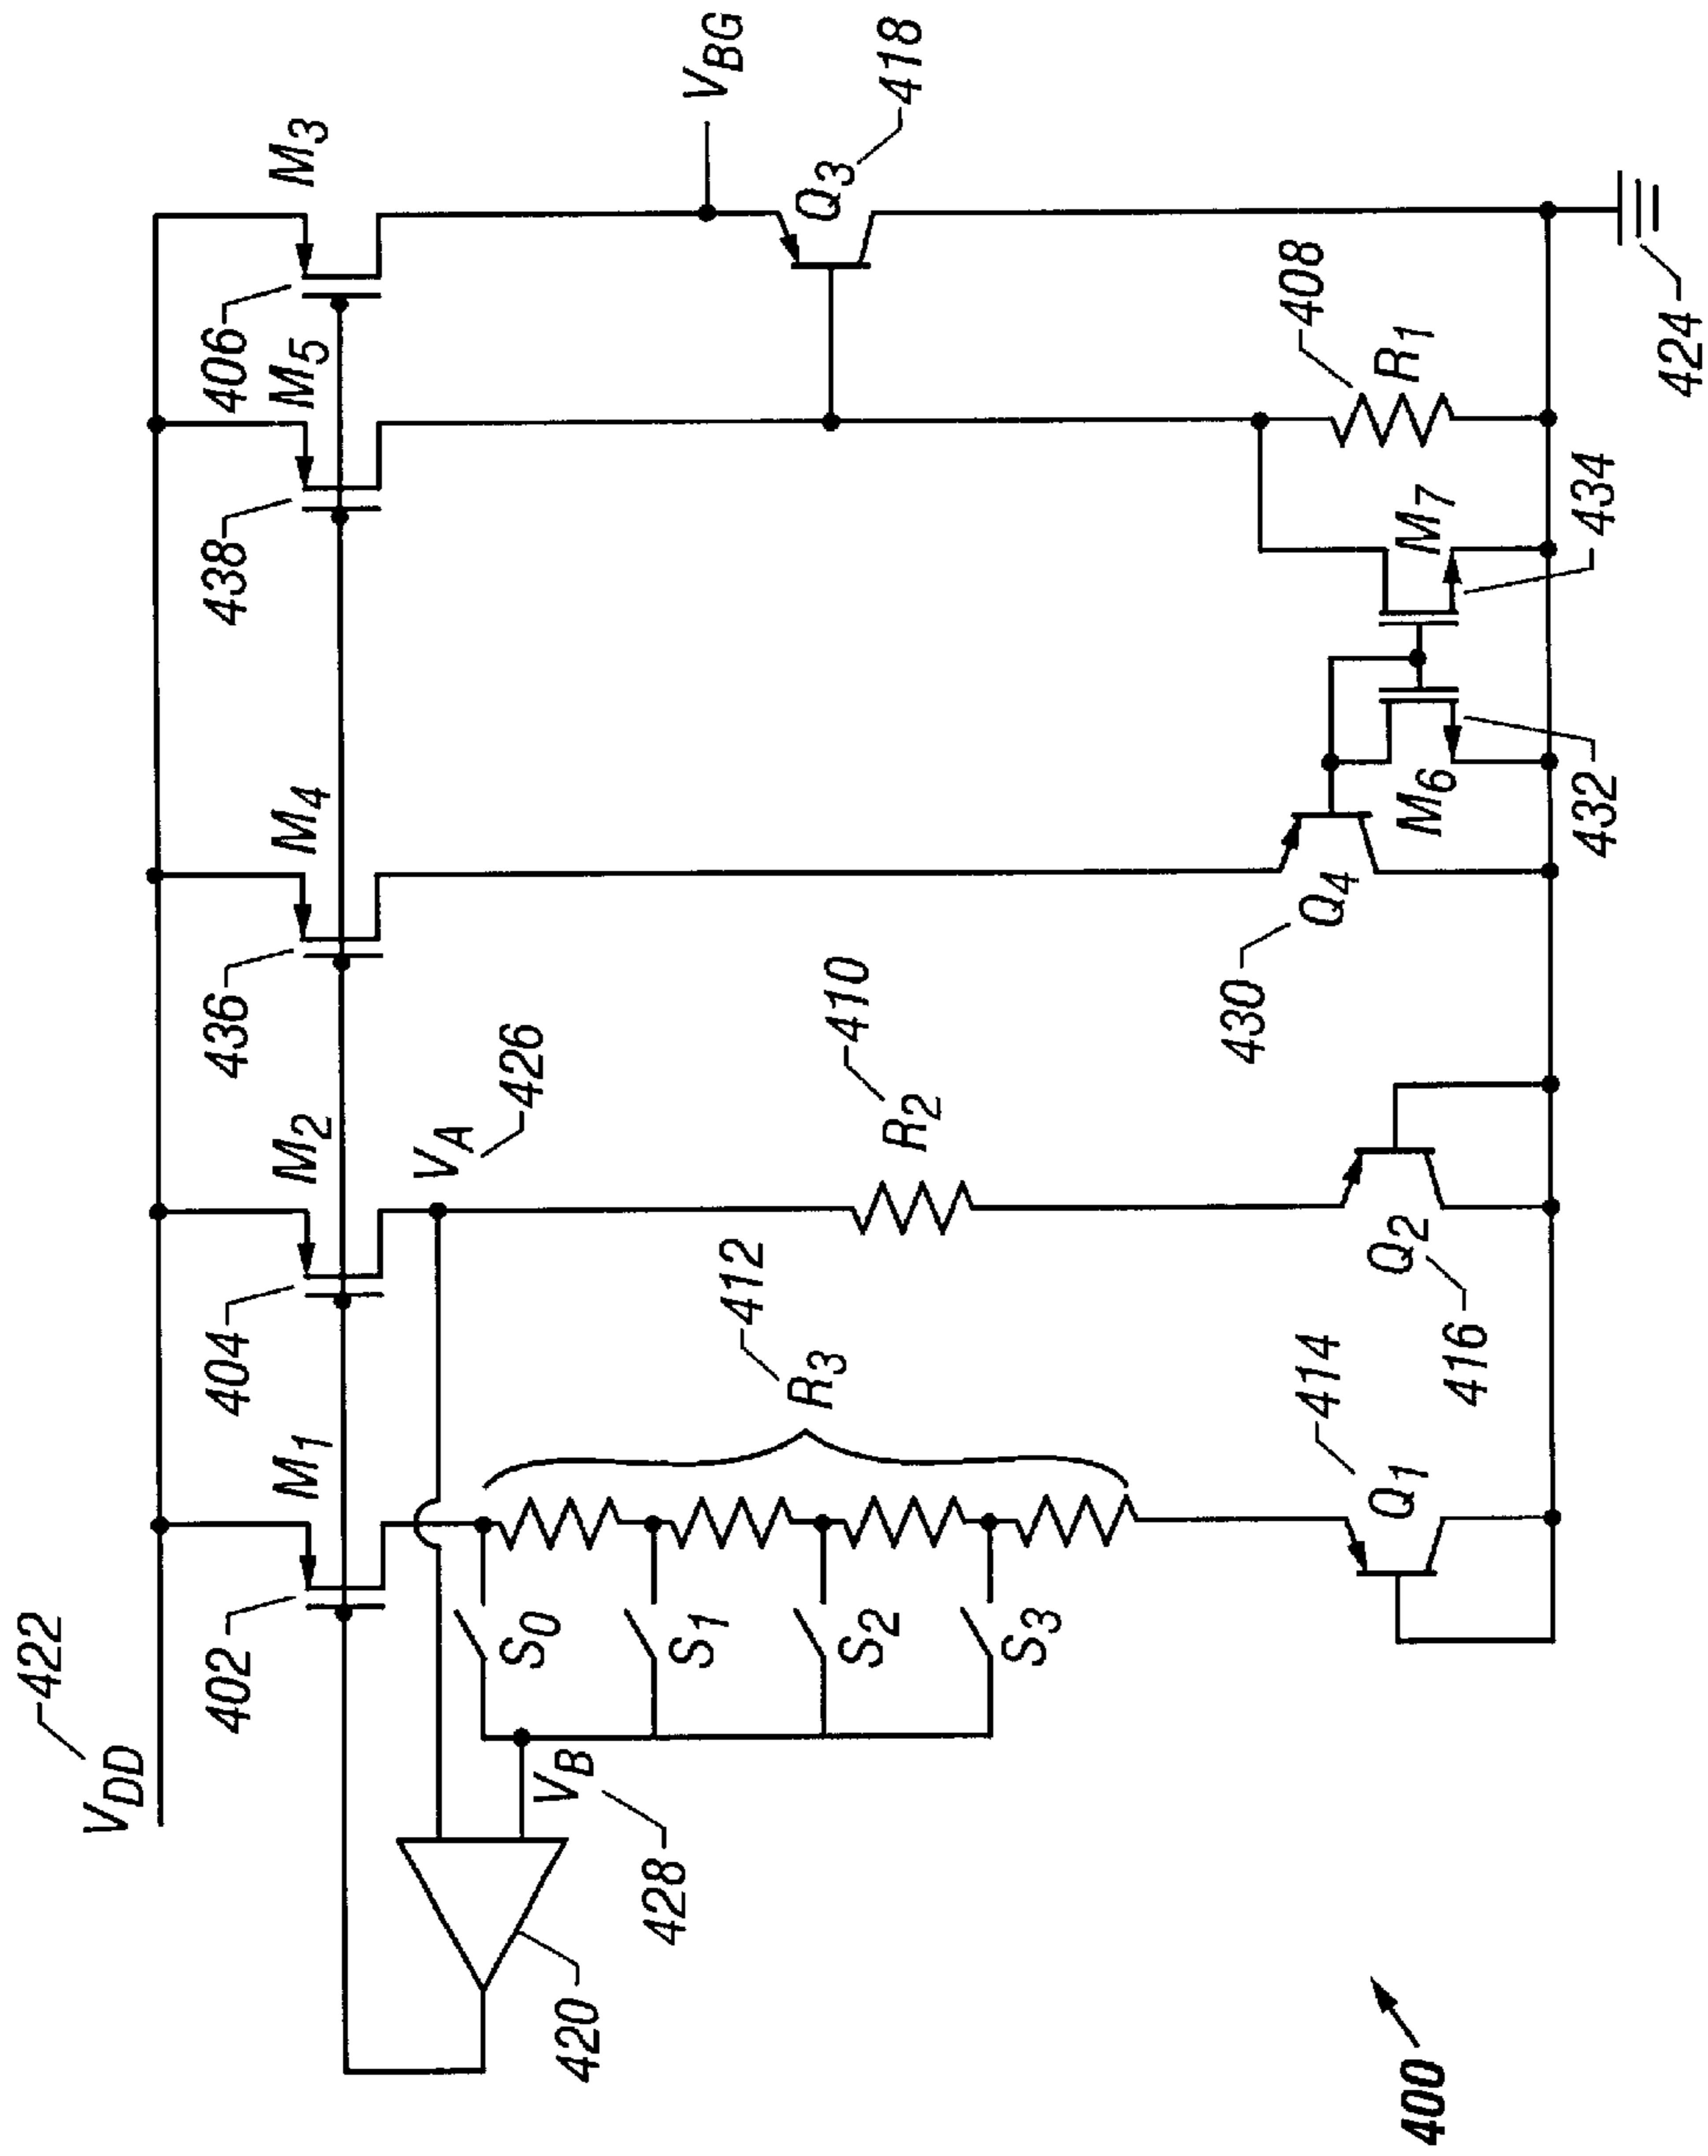 V_DD
422
402
M₁
404
M₂
436
M₄
438
M₅
406
M₃
V_A
426
V_BG
420
V_B
428
S₀
S₁
S₂
S₃
R₃
412
R₂
410
Q₃
418
Q₁
414
Q₂
416
430
Q₄
M₆
432
M₇
434
R₁
408
424
400